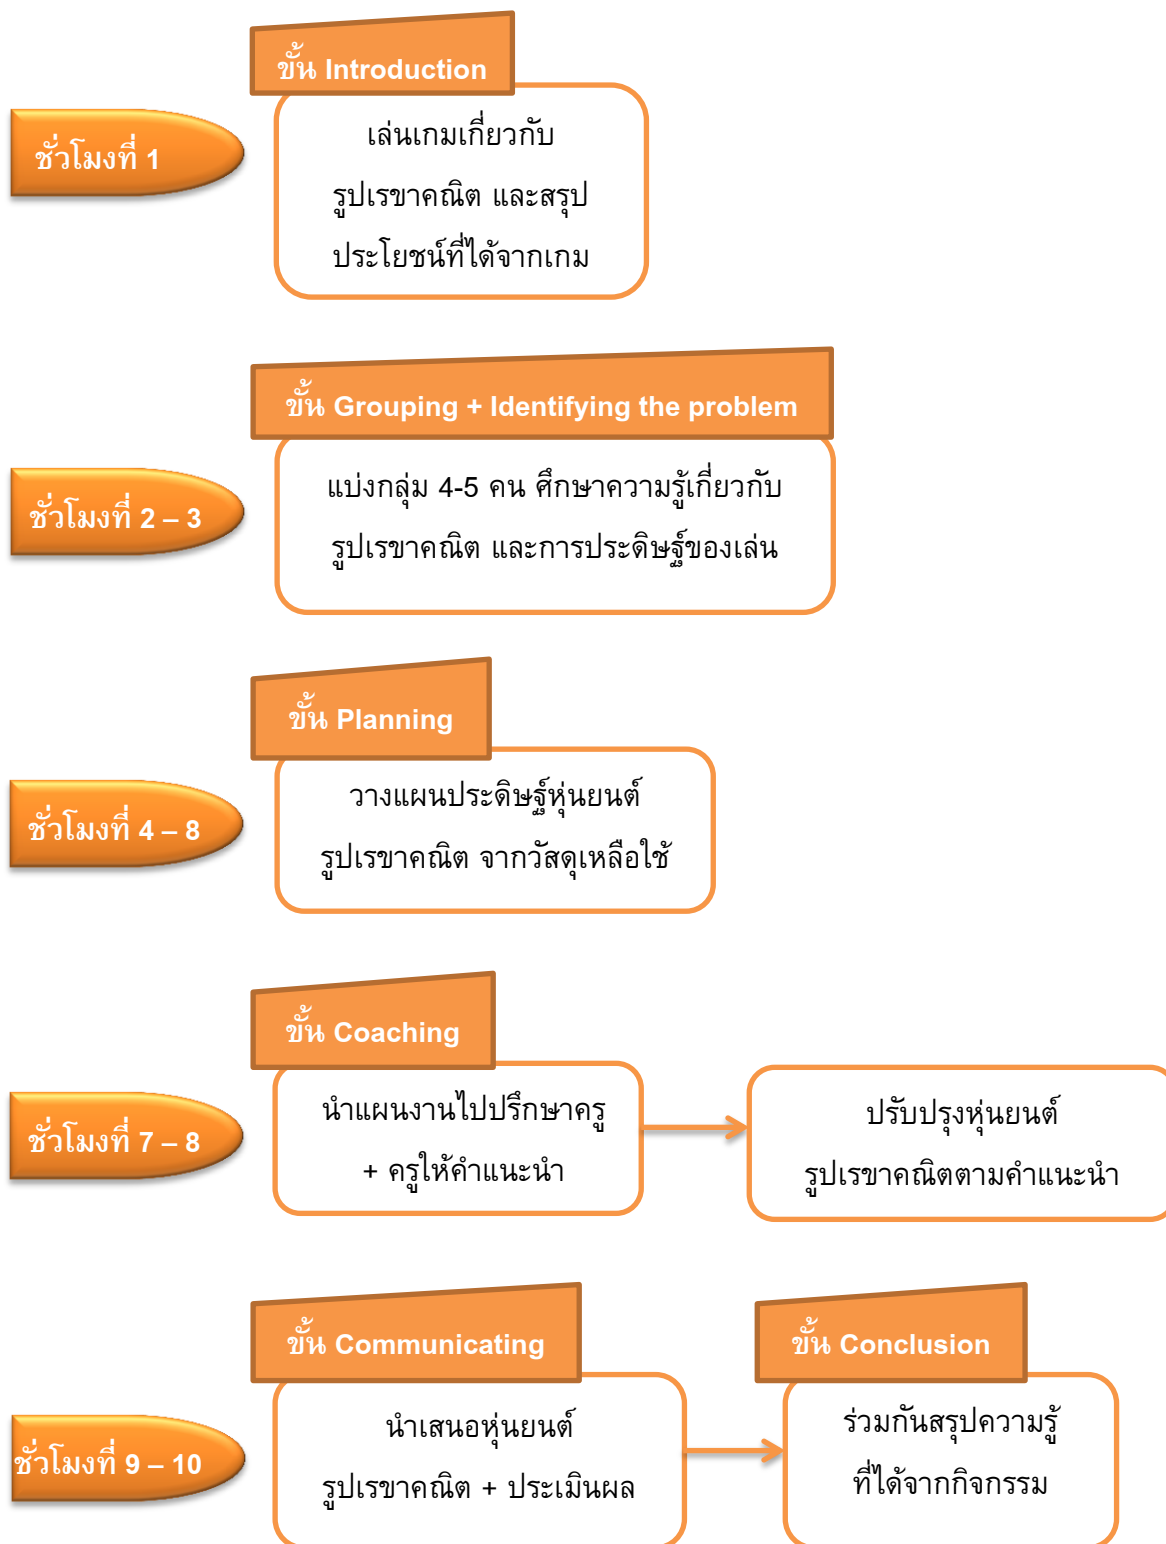 ขั้น Introduction
ชั่วโมงที่ 1
เล่นเกมเกี่ยวกับ
รูปเรขาคณิต และสรุป
ประโยชน์ที่ได้จากเกม
ขั้น Grouping + Identifying the problem
ชั่วโมงที่ 2 – 3
แบ่งกลุ่ม 4-5 คน ศึกษาความรู้เกี่ยวกับ
รูปเรขาคณิต และการประดิษฐ์ของเล่น
ขั้น Planning
ชั่วโมงที่ 4 – 8
วางแผนประดิษฐ์หุ่นยนต์
รูปเรขาคณิต จากวัสดุเหลือใช้
ขั้น Coaching
ชั่วโมงที่ 7 – 8
นำแผนงานไปปรึกษาครู
+ ครูให้คำแนะนำ
ปรับปรุงหุ่นยนต์
รูปเรขาคณิตตามคำแนะนำ
ขั้น Communicating
ชั่วโมงที่ 9 – 10
นำเสนอหุ่นยนต์
รูปเรขาคณิต + ประเมินผล
ขั้น Conclusion
ร่วมกันสรุปความรู้
ที่ได้จากกิจกรรม